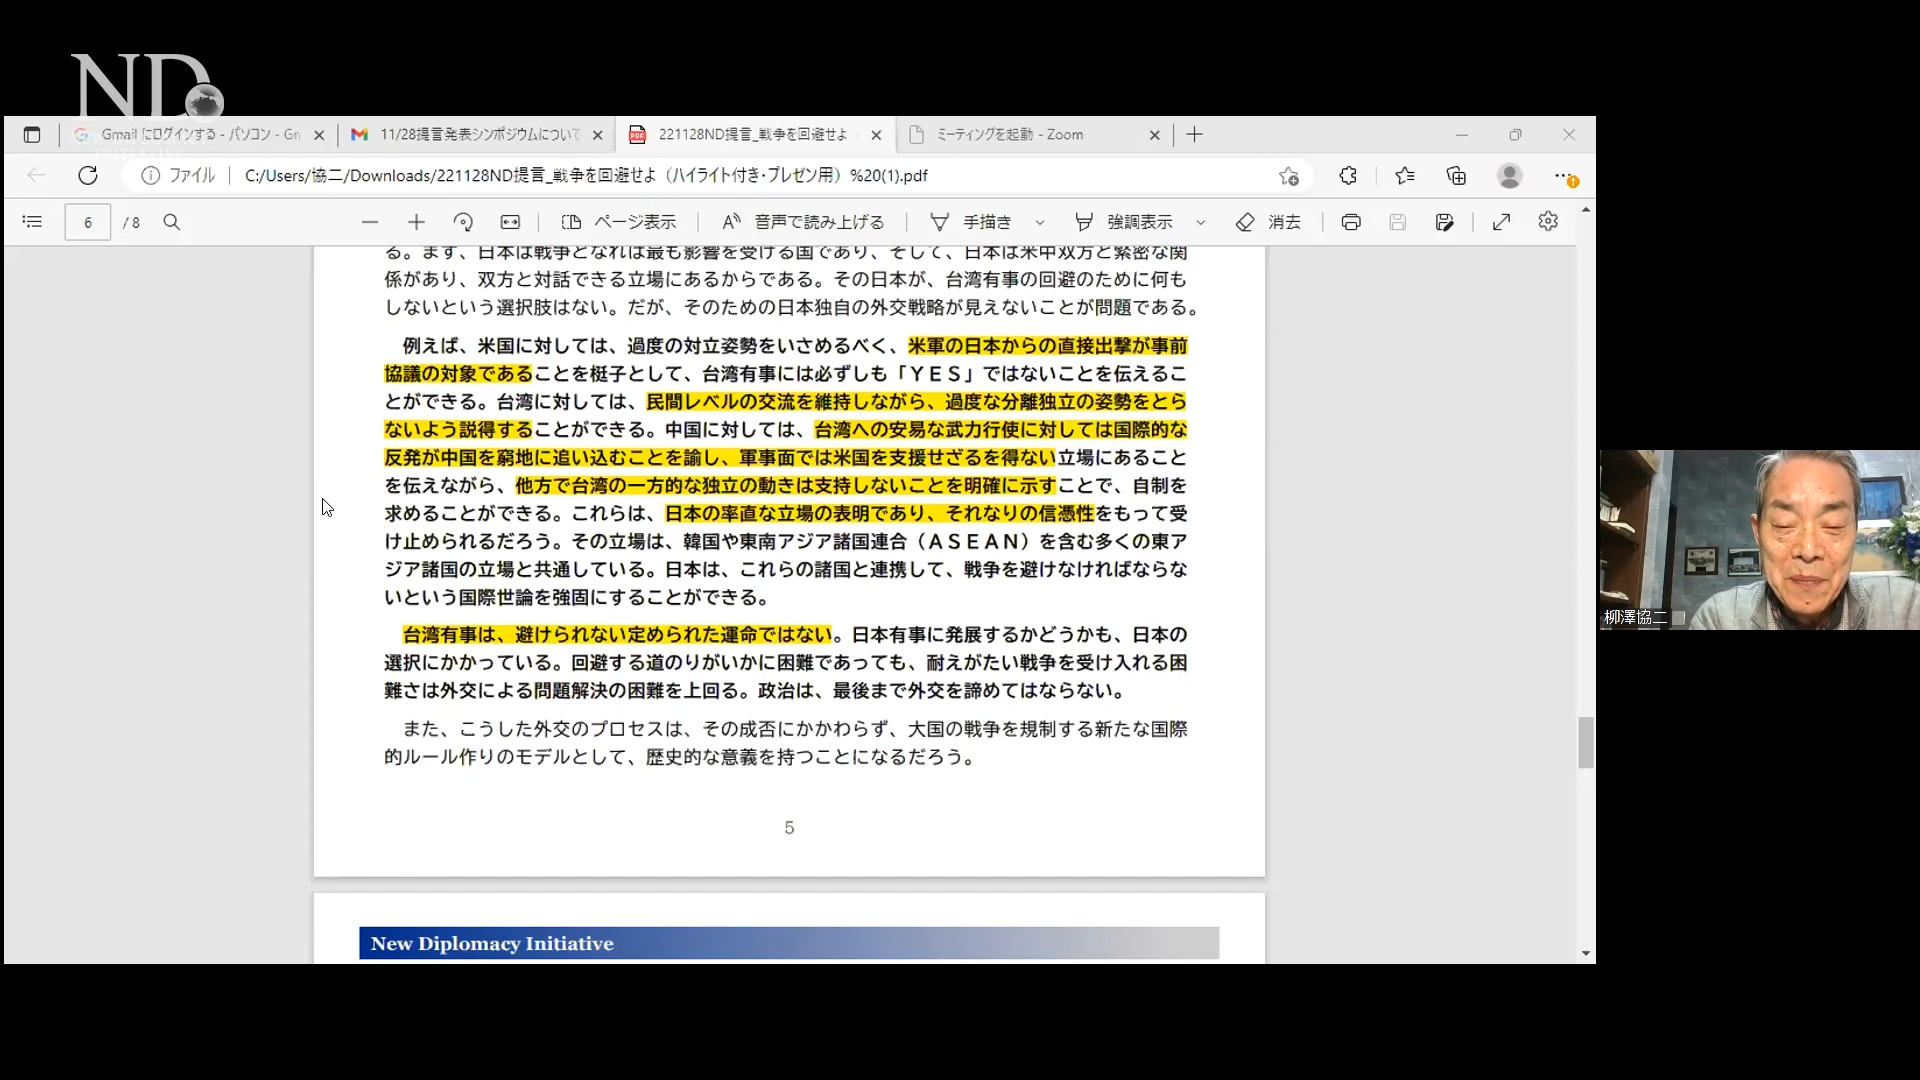 ND
Gmail にログインする - パソコン - Gm
11/28提言発表シンポジウムについて
221128ND提言_戦争を回避せよ
ミーティングを起動 - Zoom
ファイル C:/Users/協二/Downloads/221128ND提言_戦争を回避せよ（ハイライト付き・プレゼン用）%20(1).pdf
6 / 8 ページ表示 音声で読み上げる 手描き 強調表示 消去
る。まず、日本は戦争となれば最も影響を受ける国であり、そして、日本は米中双方と緊密な関
係があり、双方と対話できる立場にあるからである。その日本が、台湾有事の回避のために何も
しないという選択肢はない。だが、そのための日本独自の外交戦略が見えないことが問題である。
例えば、米国に対しては、過度の対立姿勢をいさめるべく、米軍の日本からの直接出撃が事前
協議の対象であることを梃子として、台湾有事には必ずしも「ＹＥＳ」ではないことを伝えるこ
とができる。台湾に対しては、民間レベルの交流を維持しながら、過度な分離独立の姿勢をとら
ないよう説得することができる。中国に対しては、台湾への安易な武力行使に対しては国際的な
反発が中国を窮地に追い込むことを諭し、軍事面では米国を支援せざるを得ない立場にあること
を伝えながら、他方で台湾の一方的な独立の動きは支持しないことを明確に示すことで、自制を
求めることができる。これらは、日本の率直な立場の表明であり、それなりの信憑性をもって受
け止められるだろう。その立場は、韓国や東南アジア諸国連合（ＡＳＥＡＮ）を含む多くの東ア
ジア諸国の立場と共通している。日本は、これらの諸国と連携して、戦争を避けなければならな
いという国際世論を強固にすることができる。
台湾有事は、避けられない定められた運命ではない。日本有事に発展するかどうかも、日本の
選択にかかっている。回避する道のりがいかに困難であっても、耐えがたい戦争を受け入れる困
難さは外交による問題解決の困難を上回る。政治は、最後まで外交を諦めてはならない。
また、こうした外交のプロセスは、その成否にかかわらず、大国の戦争を規制する新たな国際
的ルール作りのモデルとして、歴史的な意義を持つことになるだろう。
5
New Diplomacy Initiative
柳澤協二